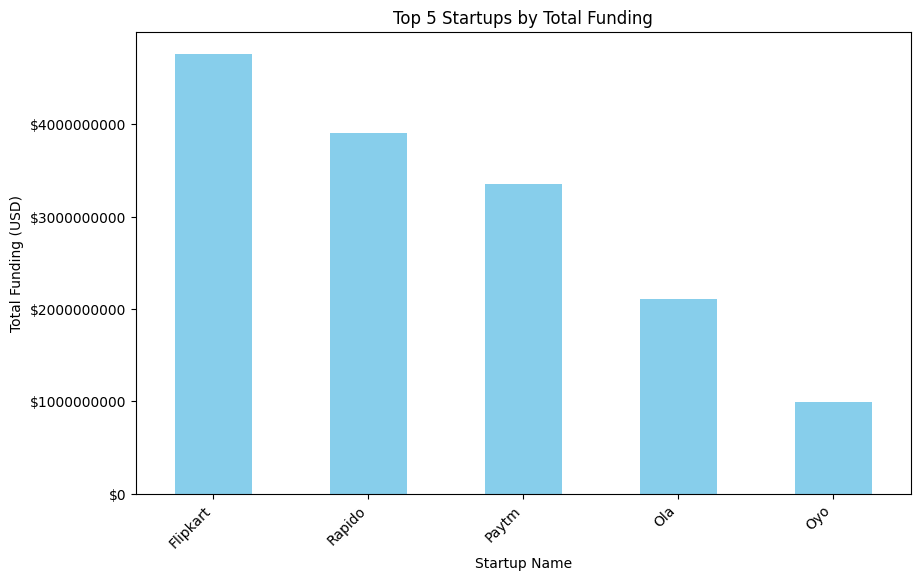 Top 5 Startups by Total Funding
Total Funding (USD)
$4000000000
$3000000000
$2000000000
$1000000000
$0
Flipkart
Rapido
Paytm
Ola
Oyo
Startup Name